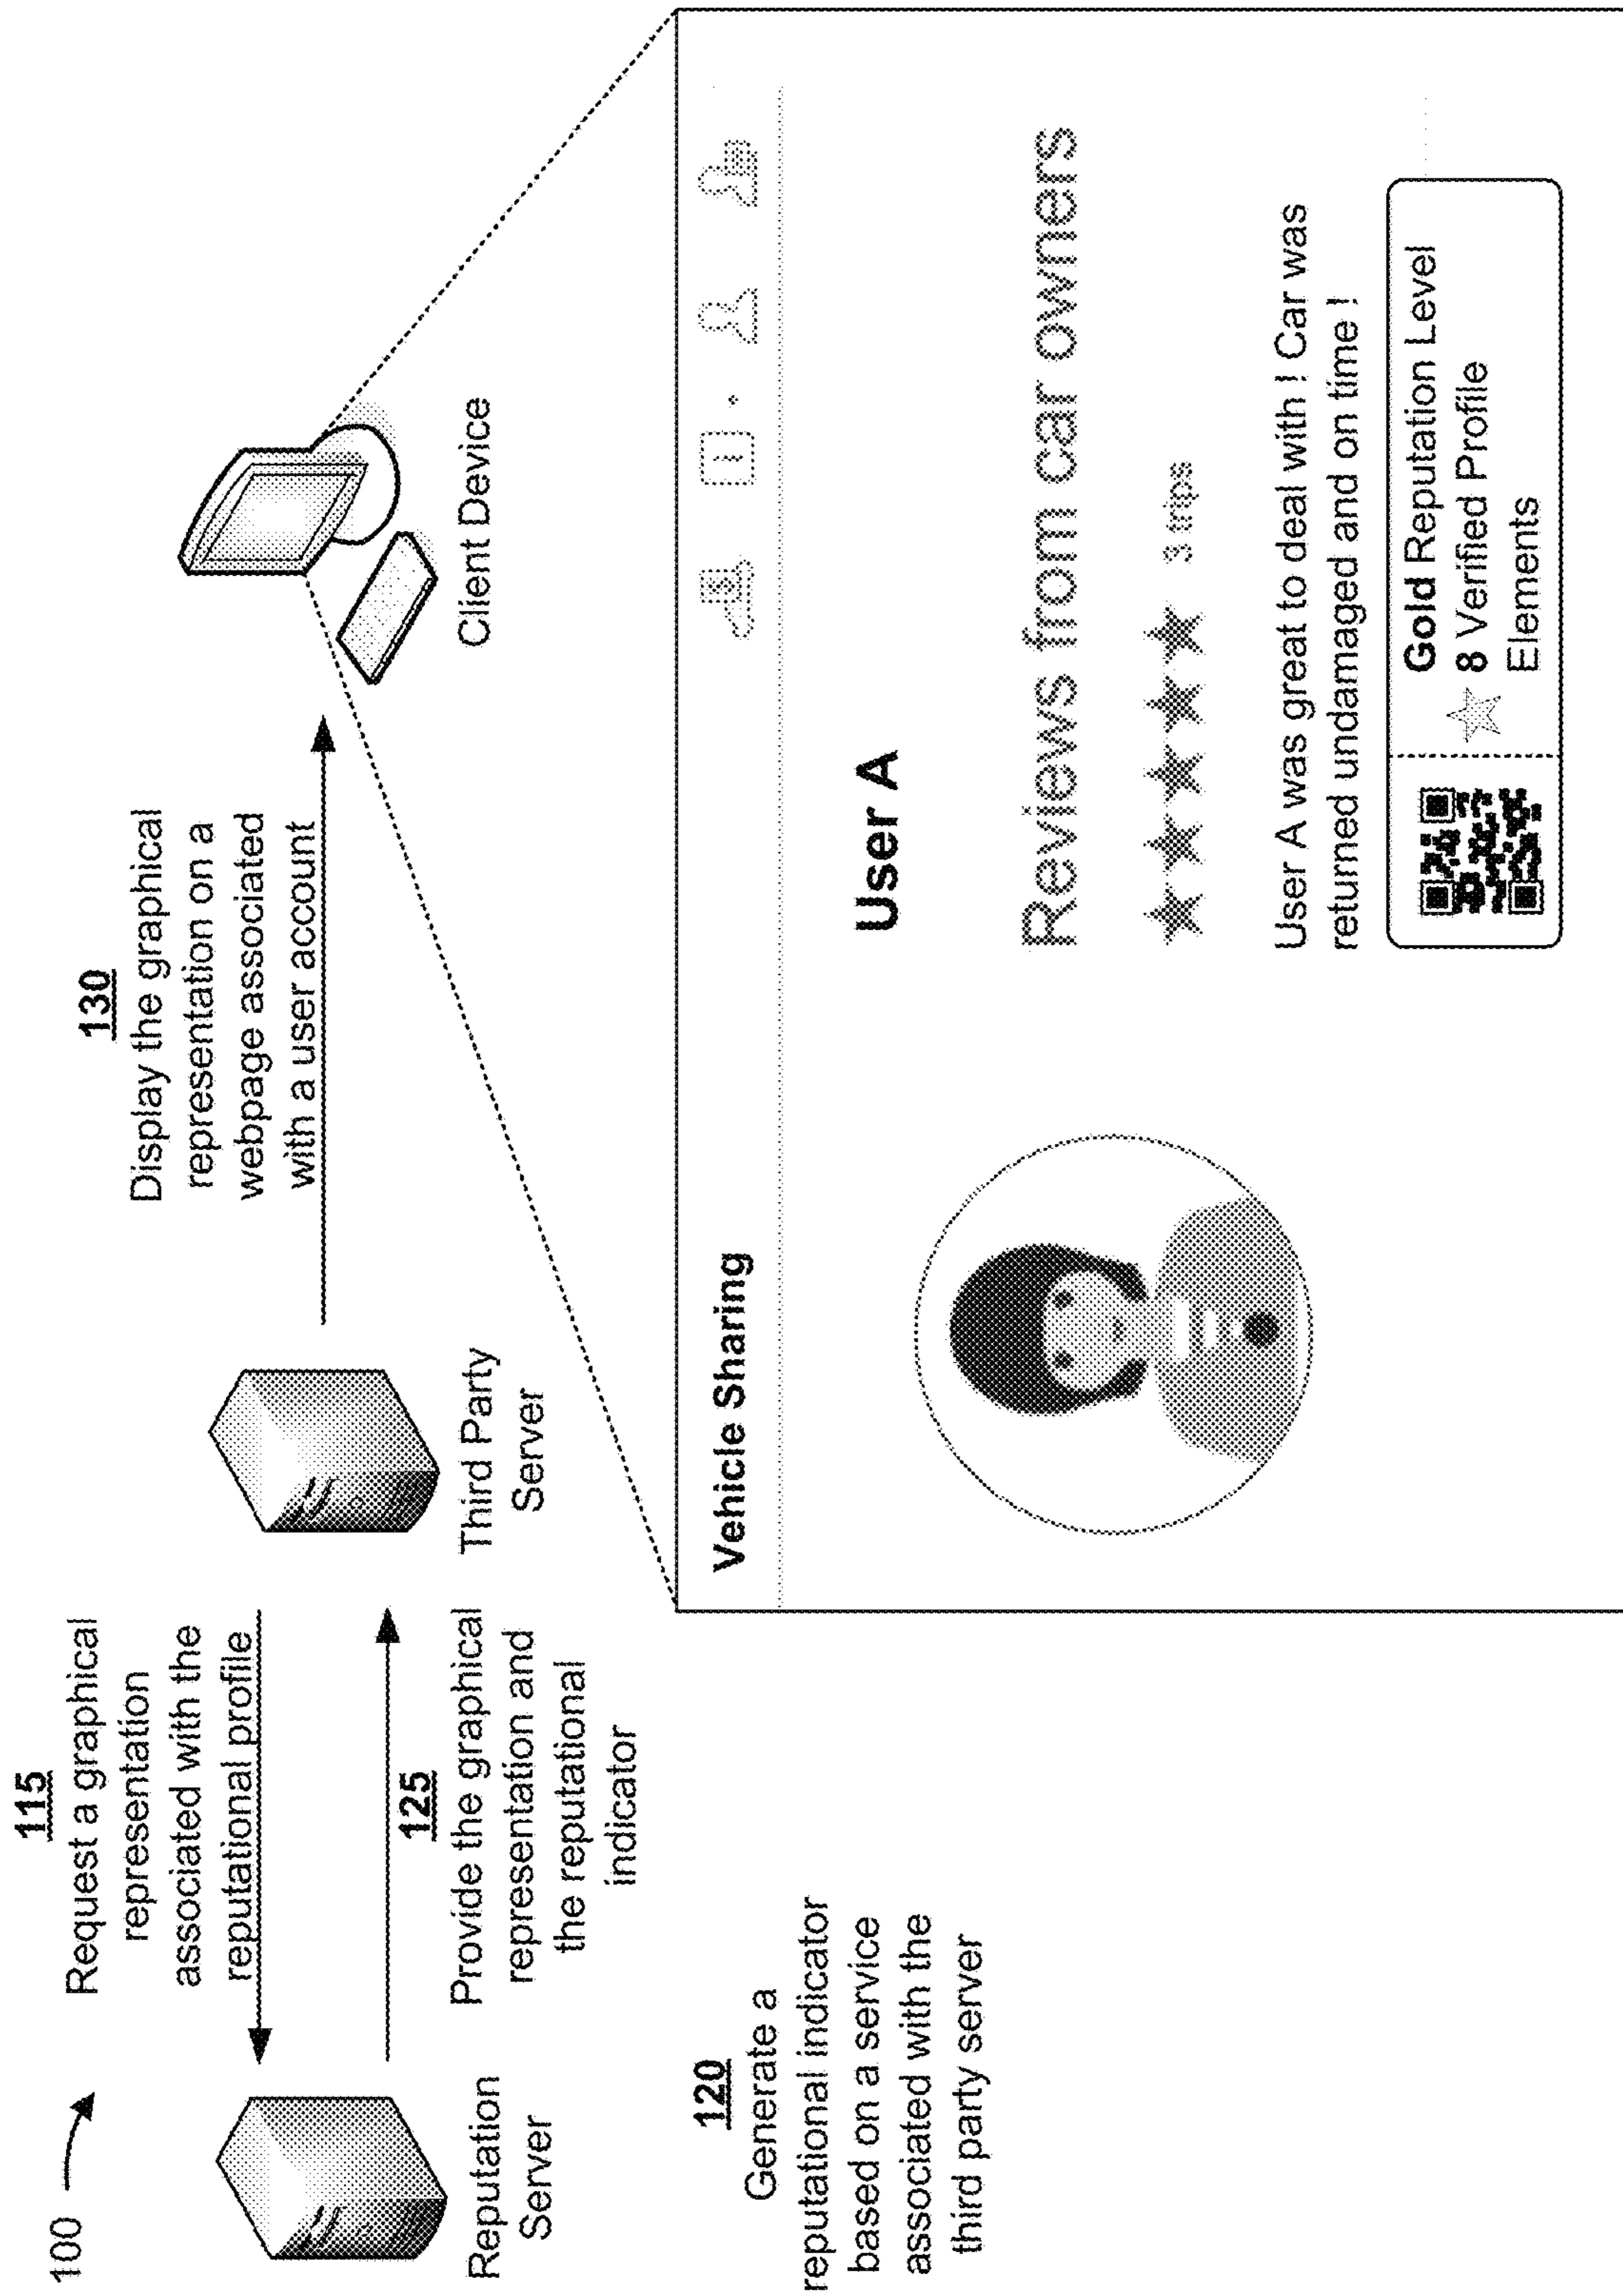 100
115
Request a graphical
representation
associated with the
reputational profile
Reputation
Server
125
Provide the graphical
representation and
the reputational
indicator
Third Party
Server
130
Display the graphical
representation on a
webpage associated
with a user account
Client Device
120
Generate a
reputational indicator
based on a service
associated with the
third party server
Vehicle Sharing
User A
Reviews from car owners
3 trips
User A was great to deal with ! Car was
returned undamaged and on time !
Gold Reputation Level
8 Verified Profile
Elements